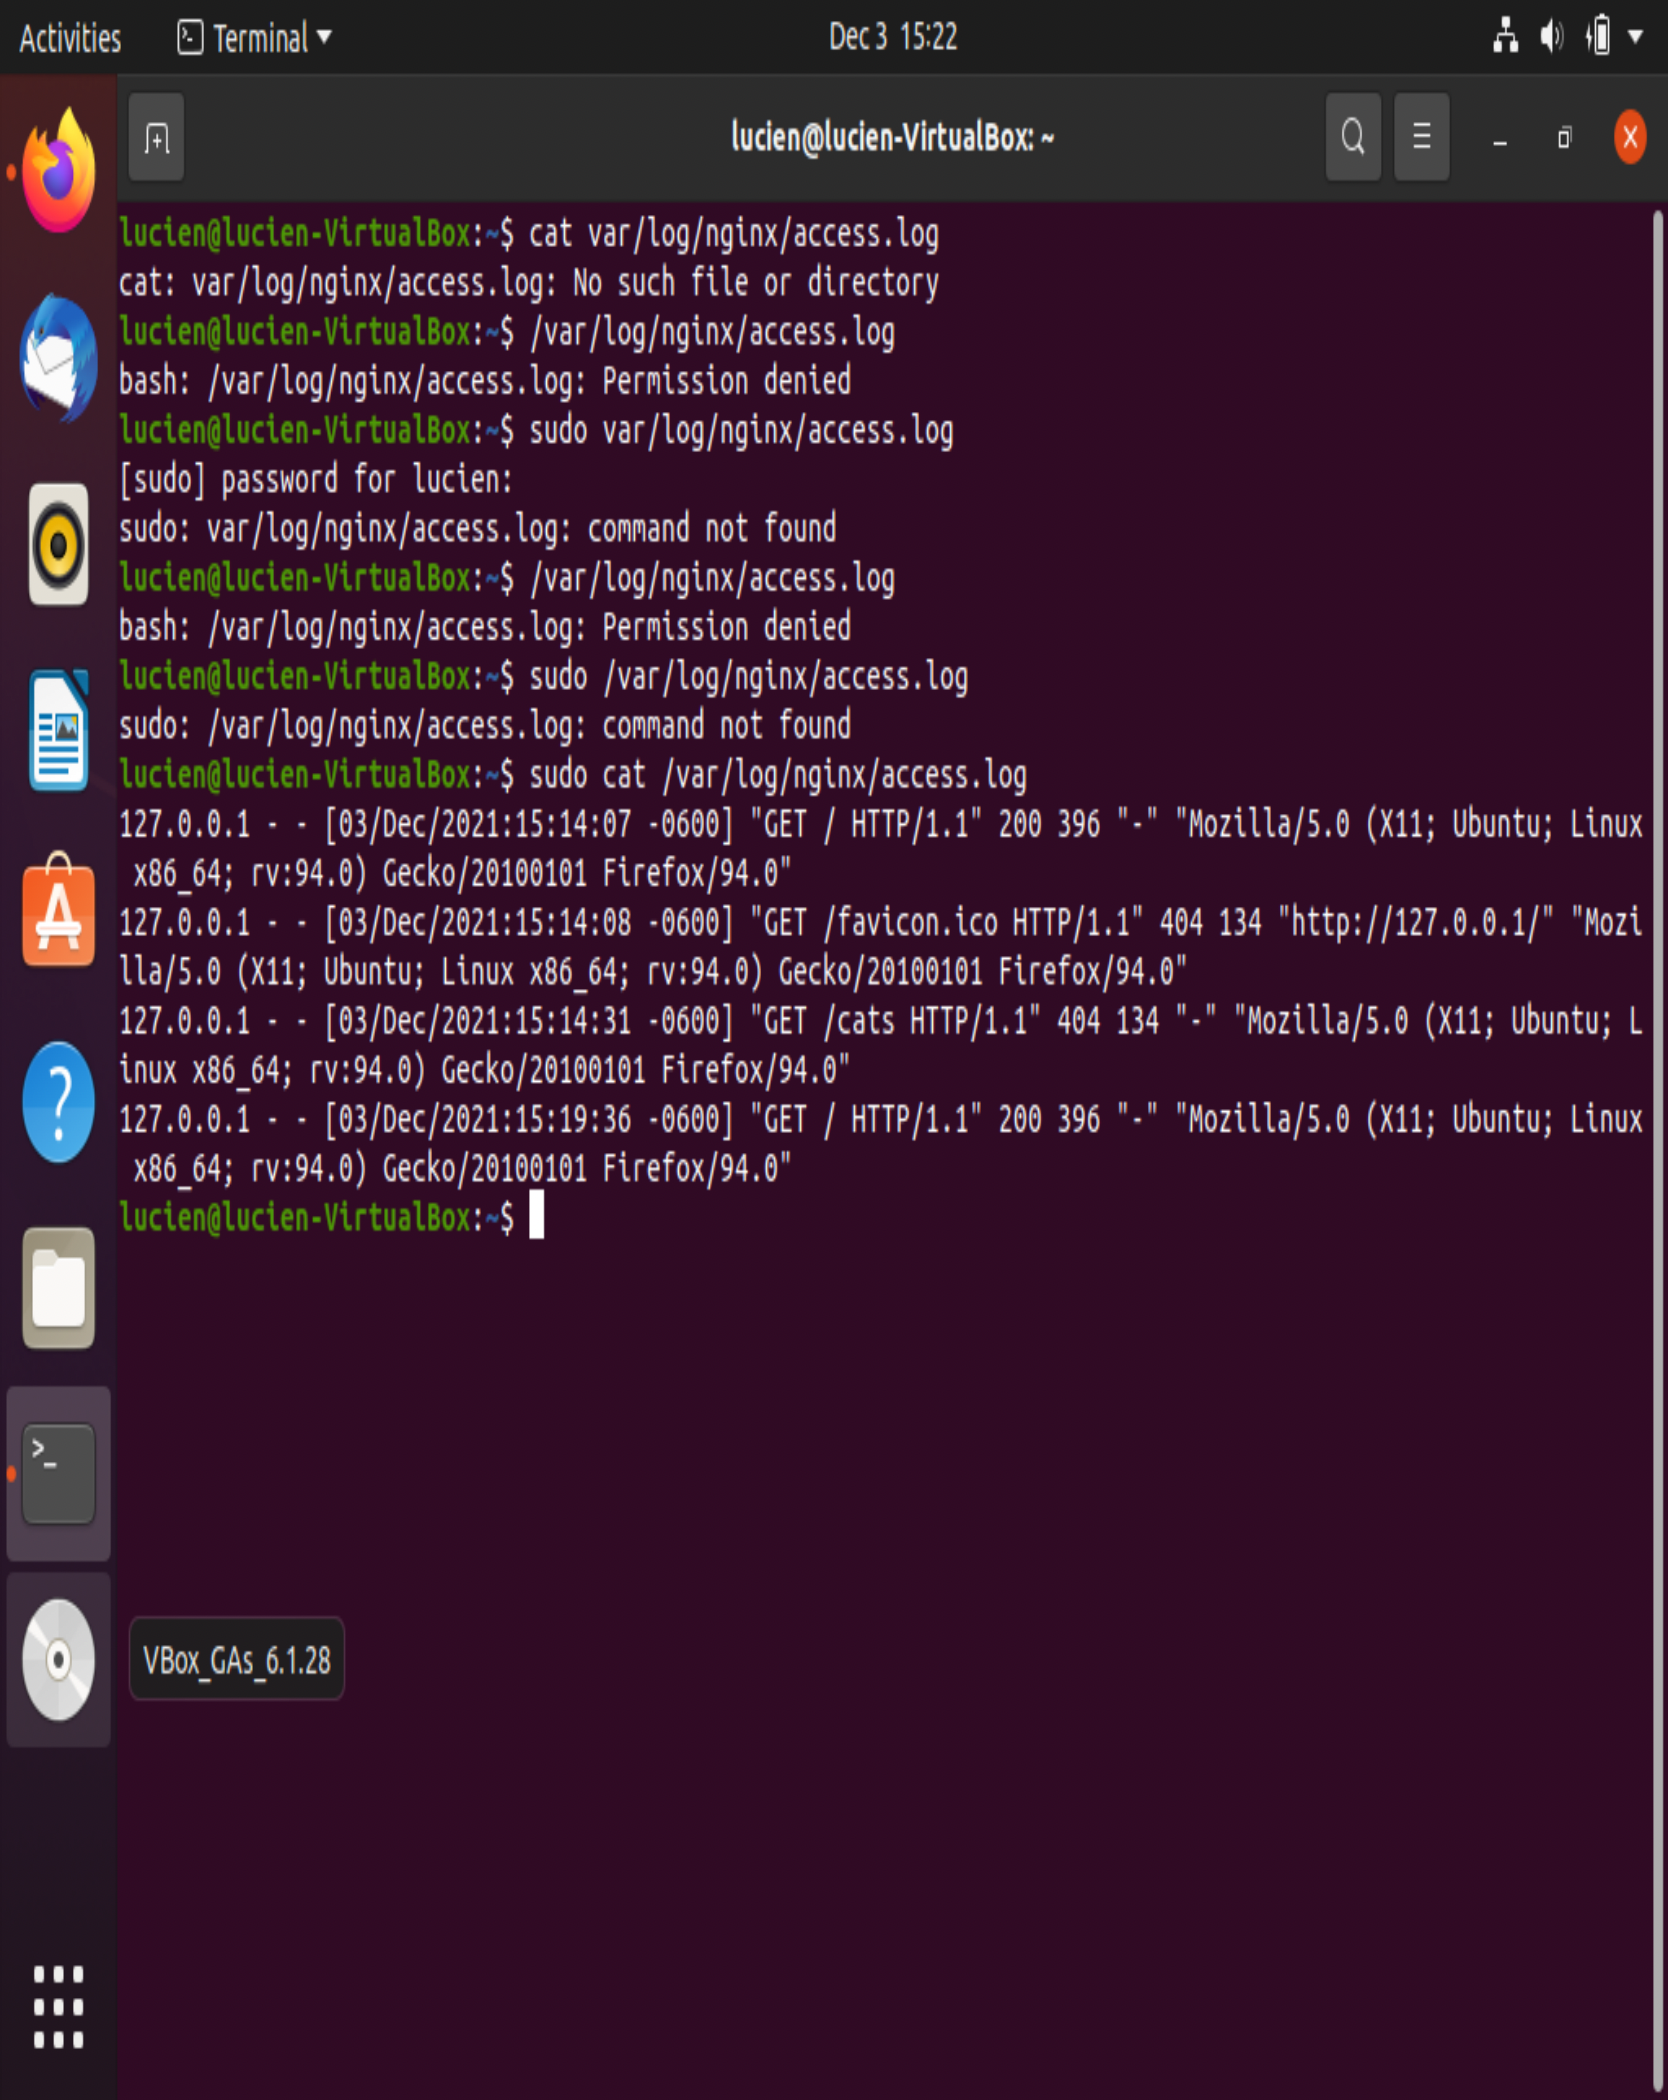 Activities Terminal Dec 3 15:22
lucien@lucien-VirtualBox: ~
lucien@lucien-VirtualBox:~$ cat var/log/nginx/access.log
cat: var/log/nginx/access.log: No such file or directory
lucien@lucien-VirtualBox:~$ /var/log/nginx/access.log
bash: /var/log/nginx/access.log: Permission denied
lucien@lucien-VirtualBox:~$ sudo var/log/nginx/access.log
[sudo] password for lucien:
sudo: var/log/nginx/access.log: command not found
lucien@lucien-VirtualBox:~$ /var/log/nginx/access.log
bash: /var/log/nginx/access.log: Permission denied
lucien@lucien-VirtualBox:~$ sudo /var/log/nginx/access.log
sudo: /var/log/nginx/access.log: command not found
lucien@lucien-VirtualBox:~$ sudo cat /var/log/nginx/access.log
127.0.0.1 - - [03/Dec/2021:15:14:07 -0600] "GET / HTTP/1.1" 200 396 "-" "Mozilla/5.0 (X11; Ubuntu; Linux
 x86_64; rv:94.0) Gecko/20100101 Firefox/94.0"
127.0.0.1 - - [03/Dec/2021:15:14:08 -0600] "GET /favicon.ico HTTP/1.1" 404 134 "http://127.0.0.1/" "Mozi
lla/5.0 (X11; Ubuntu; Linux x86_64; rv:94.0) Gecko/20100101 Firefox/94.0"
127.0.0.1 - - [03/Dec/2021:15:14:31 -0600] "GET /cats HTTP/1.1" 404 134 "-" "Mozilla/5.0 (X11; Ubuntu; L
inux x86_64; rv:94.0) Gecko/20100101 Firefox/94.0"
127.0.0.1 - - [03/Dec/2021:15:19:36 -0600] "GET / HTTP/1.1" 200 396 "-" "Mozilla/5.0 (X11; Ubuntu; Linux
 x86_64; rv:94.0) Gecko/20100101 Firefox/94.0"
lucien@lucien-VirtualBox:~$
VBox_GAs_6.1.28